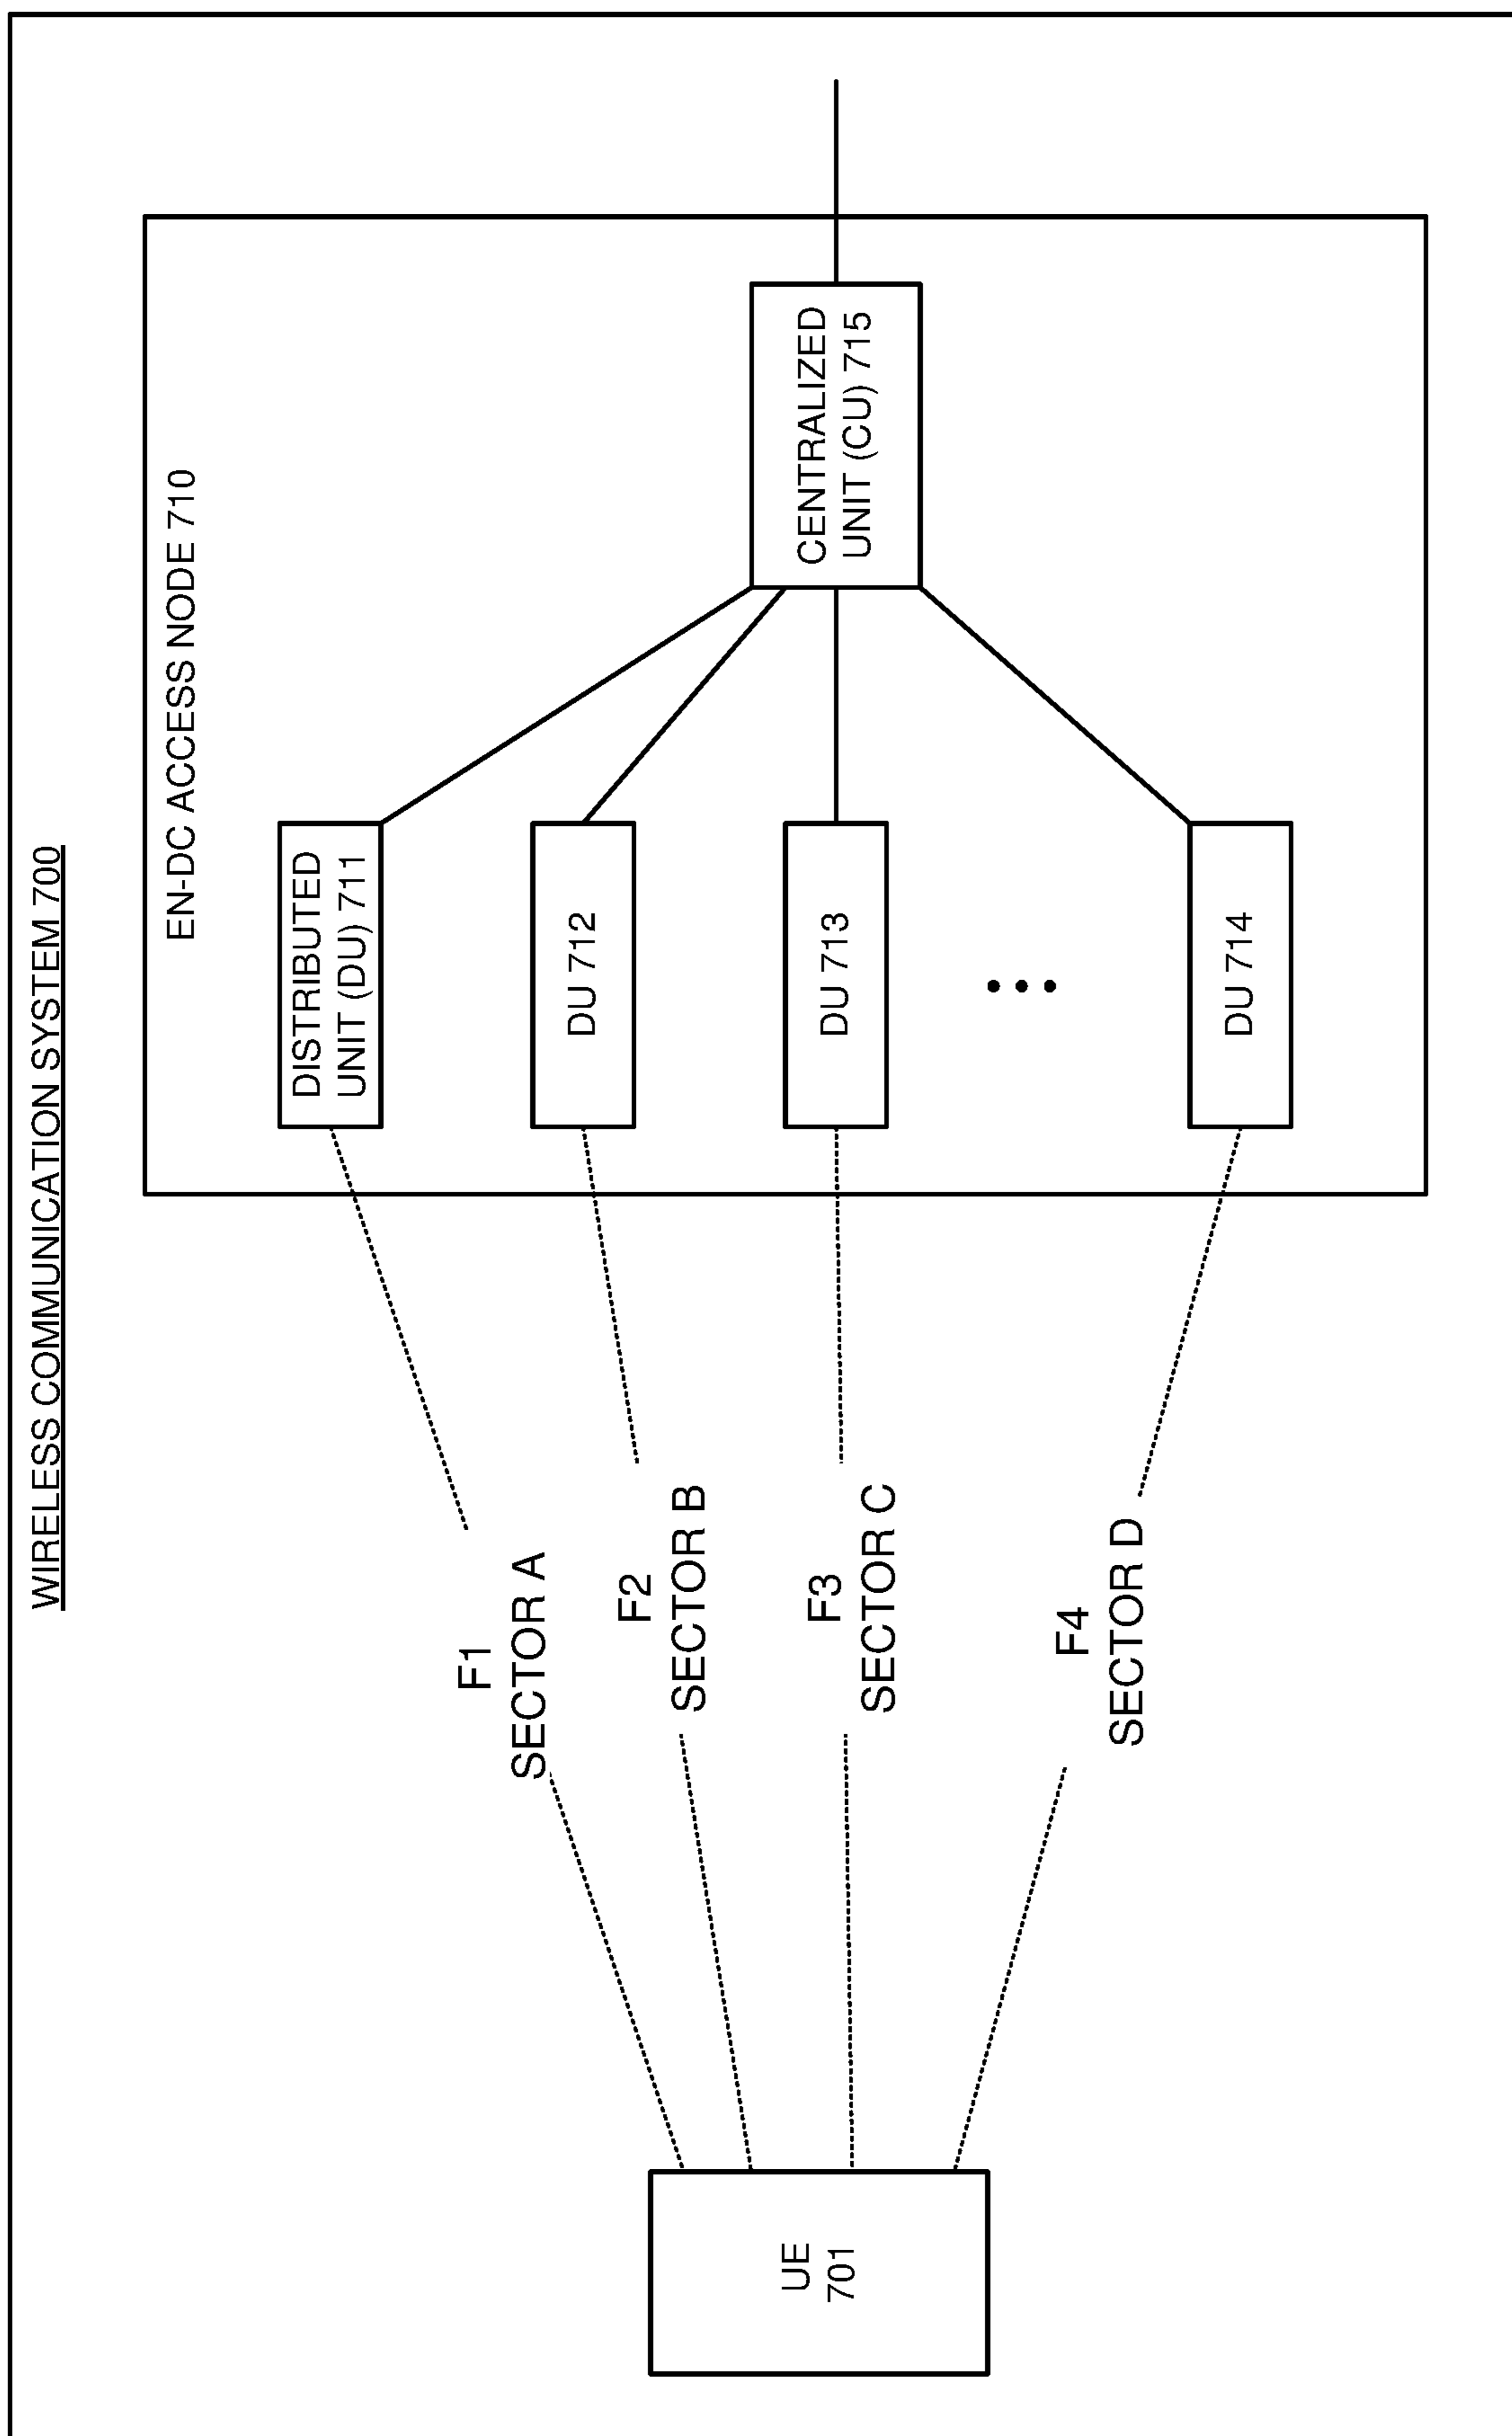 WIRELESS COMMUNICATION SYSTEM 700
EN-DC ACCESS NODE 710
DISTRIBUTED
UNIT (DU) 711
F1
SECTOR A
DU 712
F2
SECTOR B
UE
701
F3
SECTOR C
DU 713
CENTRALIZED
UNIT (CU) 715
F4
SECTOR D
DU 714